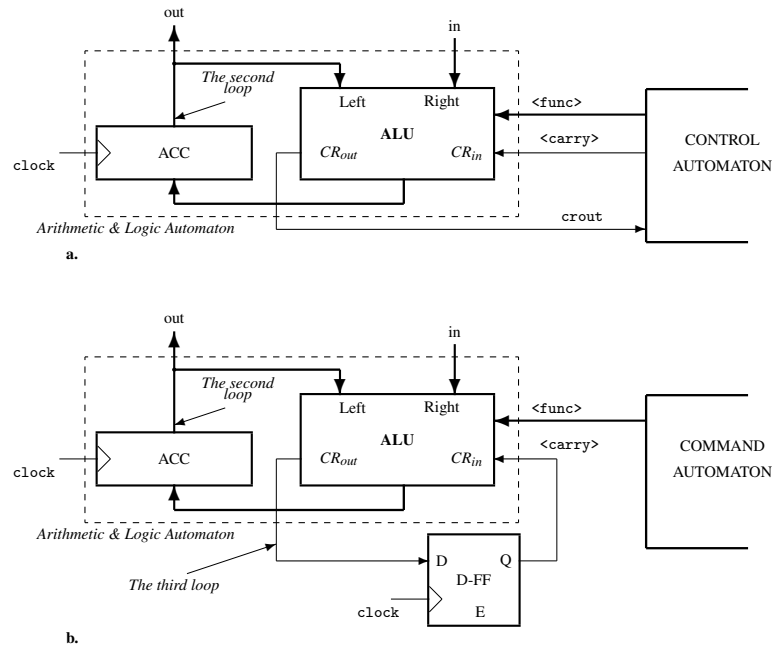 out
in
The second
loop
Left
Right
<func>
ALU
<carry>
CONTROL
AUTOMATON
clock
ACC
CRout
CRin
Arithmetic & Logic Automaton
crout
a.
out
in
The second
loop
Left
Right
<func>
ALU
<carry>
COMMAND
AUTOMATON
clock
ACC
CRout
CRin
Arithmetic & Logic Automaton
D
Q
The third loop
D-FF
clock
E
b.